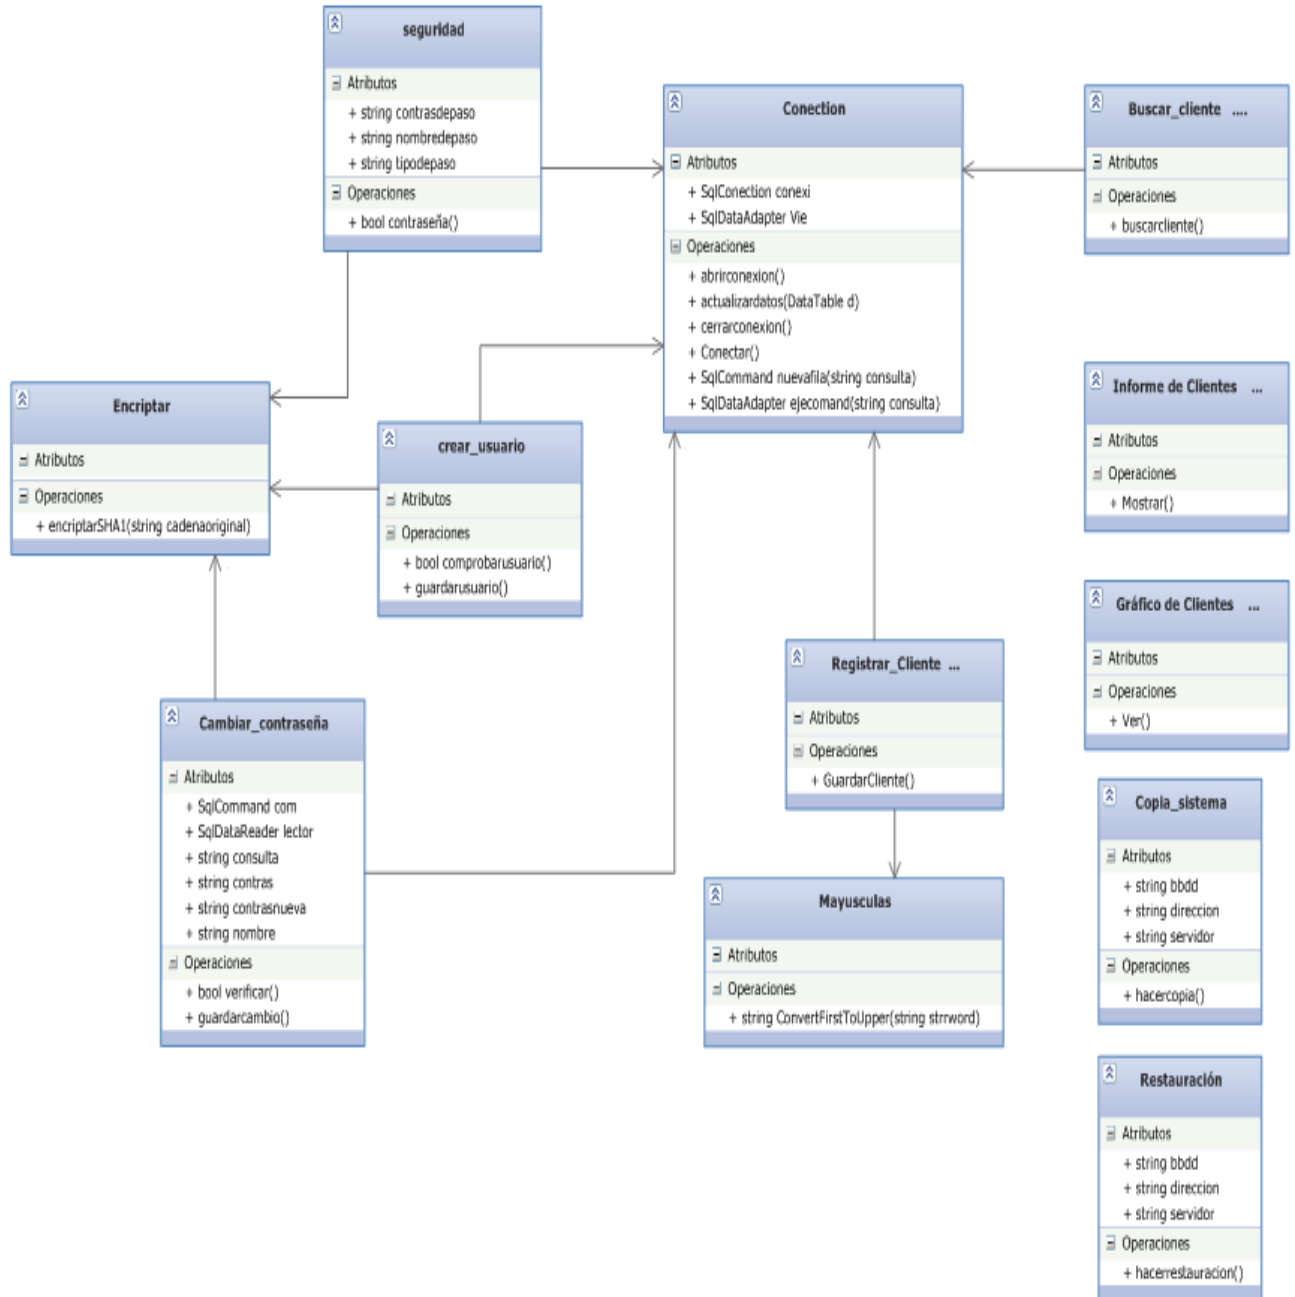 seguridad
Atributos
+ string contrasdepaso
+ string nombredepaso
+ string tipodepaso
Operaciones
+ bool contraseña()
Conection
Atributos
+ SqlConection conexi
+ SqlDataAdapter Vie
Operaciones
+ abrirconexion()
+ actualizardatos(DataTable d)
+ cerrarconexion()
+ Conectar()
+ SqlCommand nuevafila(string consulta)
+ SqlDataAdapter ejecomand(string consulta)
Buscar_cliente ....
Atributos
Operaciones
+ buscarcliente()
Encriptar
Atributos
Operaciones
+ encriptarSHA1(string cadenaoriginal)
crear_usuario
Atributos
Operaciones
+ bool comprobarusuario()
+ guardarusuario()
Informe de Clientes ...
Atributos
Operaciones
+ Mostrar()
Gráfico de Clientes ...
Atributos
Operaciones
+ Ver()
Cambiar_contraseña
Atributos
+ SqlCommand com
+ SqlDataReader lector
+ string consulta
+ string contras
+ string contrasnueva
+ string nombre
Operaciones
+ bool verificar()
+ guardarcambio()
Registrar_Cliente ...
Atributos
Operaciones
+ GuardarCliente()
Mayusculas
Atributos
Operaciones
+ string ConvertFirstToUpper(string strrword)
Copia_sistema
Atributos
+ string bbdd
+ string direccion
+ string servidor
Operaciones
+ hacercopia()
Restauración
Atributos
+ string bbdd
+ string direccion
+ string servidor
Operaciones
+ hacerrestauracion()